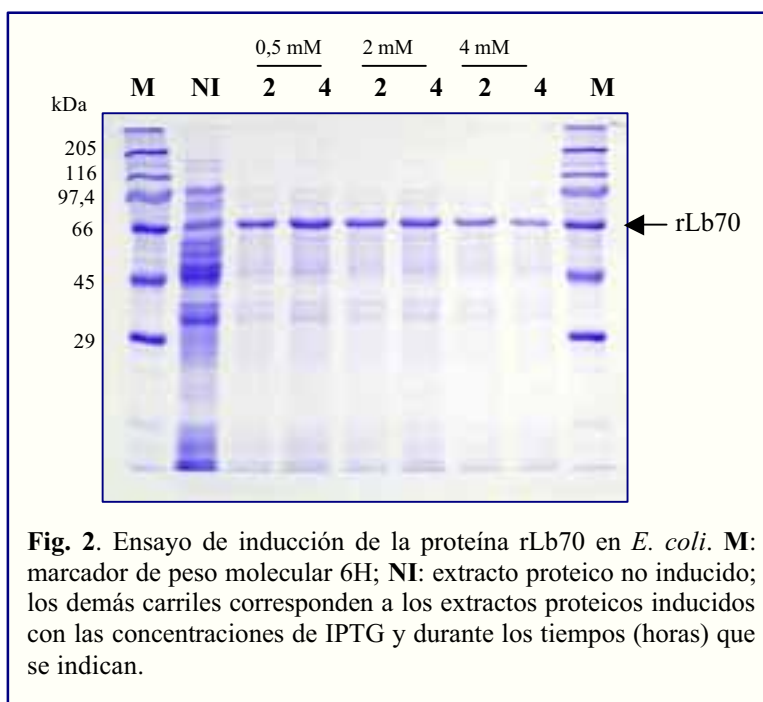 0,5 mM 2 mM 4 mM
M NI 2 4 2 4 2 4 M
kDa
205
116
97,4
66
45
29
rLb70
Fig. 2. Ensayo de inducción de la proteína rLb70 en E. coli. M:
marcador de peso molecular 6H; NI: extracto proteico no inducido;
los demás carriles corresponden a los extractos proteicos inducidos
con las concentraciones de IPTG y durante los tiempos (horas) que
se indican.